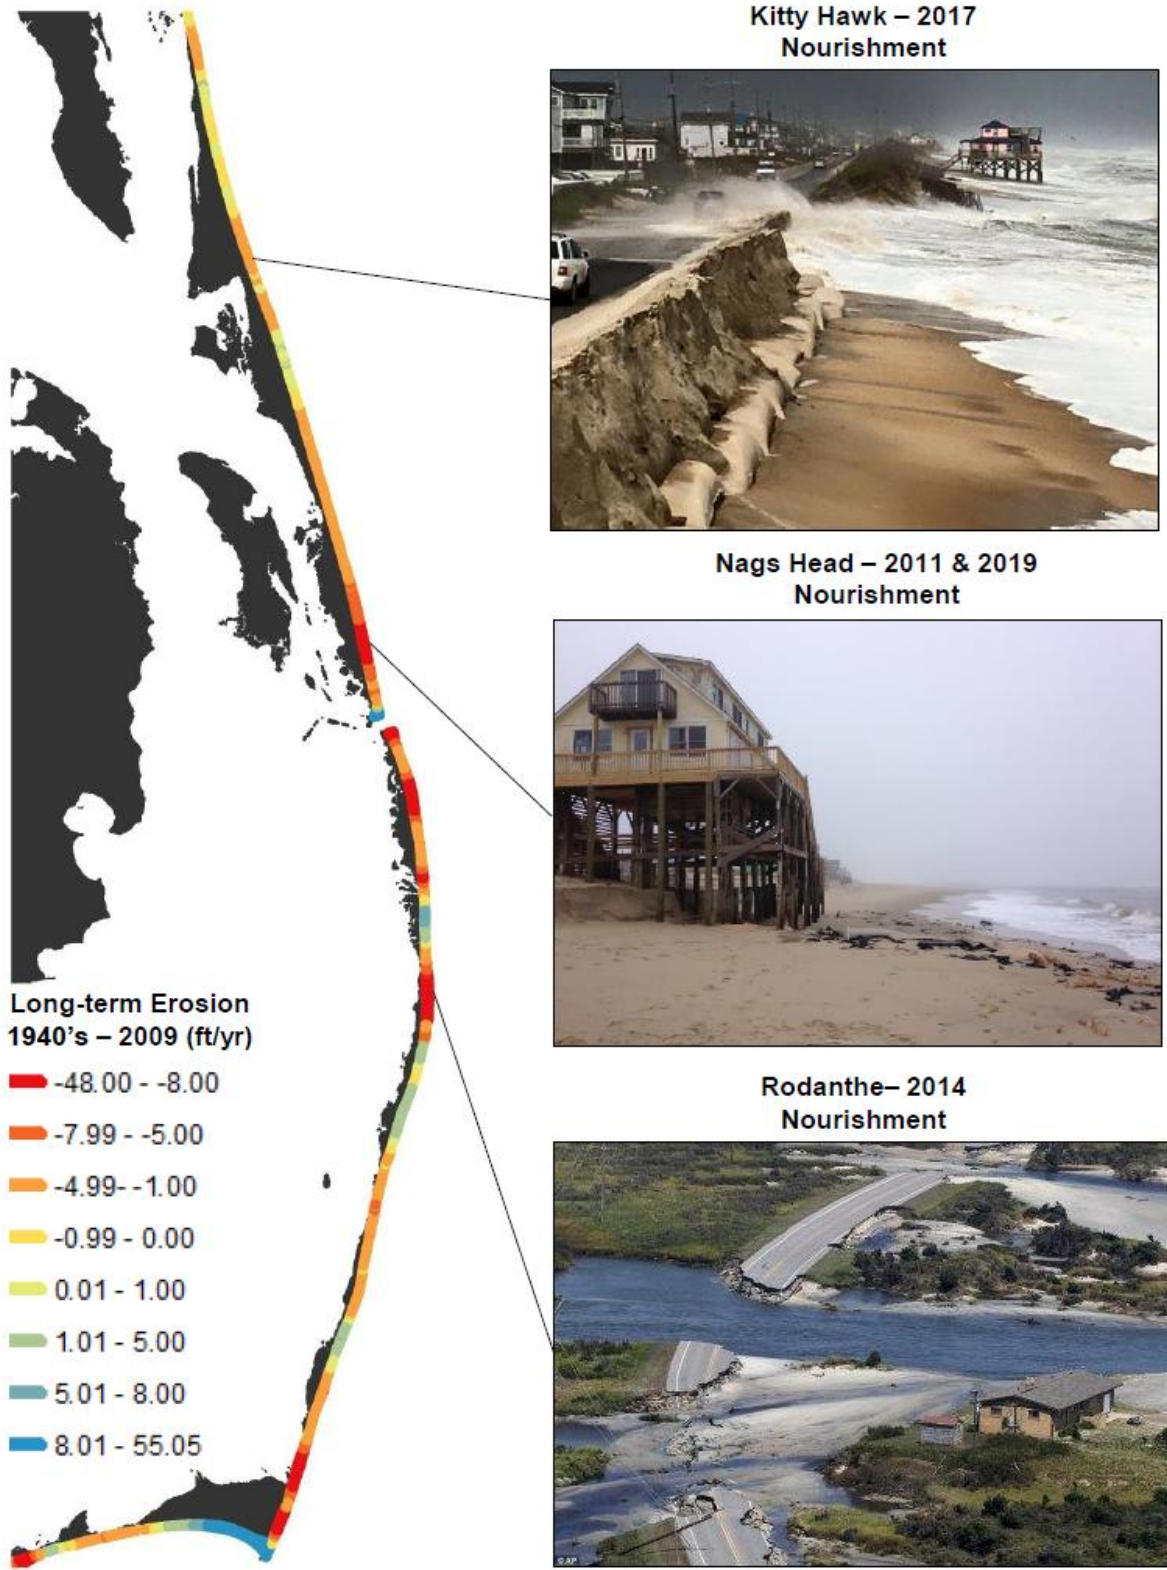 Kitty Hawk – 2017
Nourishment
Nags Head – 2011 & 2019
Nourishment
Rodanthe– 2014
Nourishment
© AP
Long-term Erosion
1940's – 2009 (ft/yr)
-48.00 - -8.00
-7.99 - -5.00
-4.99- -1.00
-0.99 - 0.00
0.01 - 1.00
1.01 - 5.00
5.01 - 8.00
8.01 - 55.05